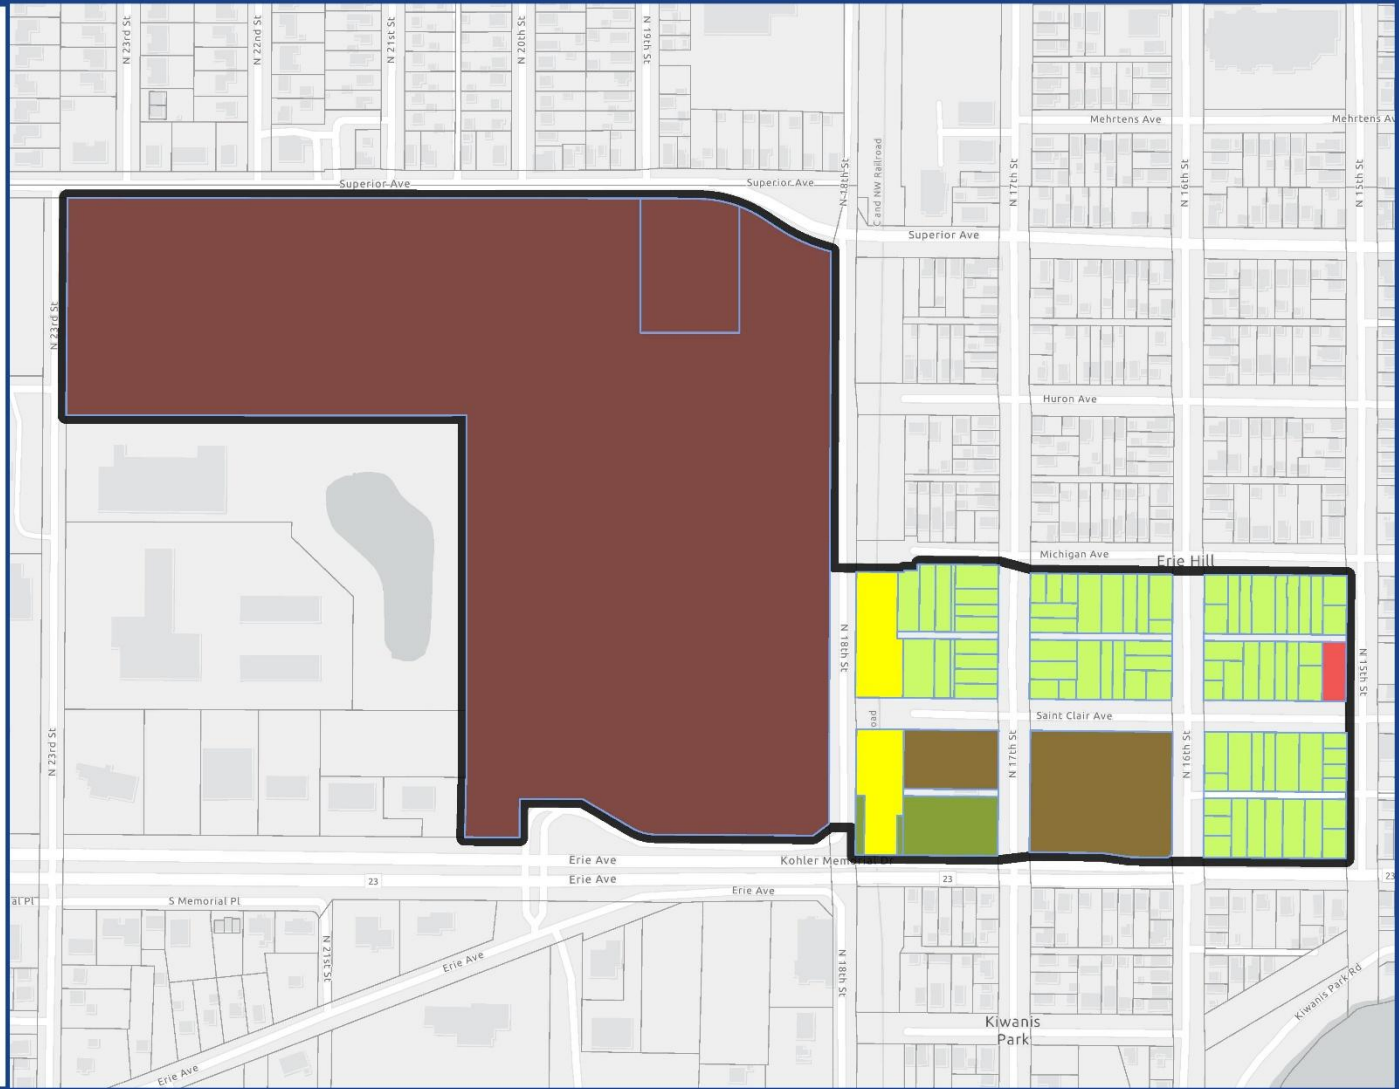 N 23rd St
N 22nd St
N 21st St
N 20th St
N 19th St
Mehrtens Ave
Mehrtens Av
Superior Ave
Superior Ave
N 18th St
C and NW Railroad
N 17th St
N 16th St
N 15th St
Superior Ave
N 23rd St
Huron Ave
Michigan Ave
Erie Hill
N 18th St
N 15th St
oad
Saint Clair Ave
N 23rd St
N 17th St
N 16th St
Erie Ave
Kohler Memorial Dr
23
Erie Ave
23
23
Erie Ave
al Pl
S Memorial Pl
N 21st St
Erie Ave
N 18th St
Kiwanis Park Rd
Kiwanis
Park
Erie Ave